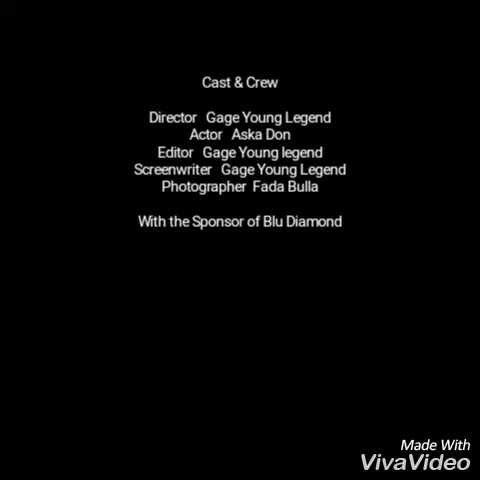 Cast & Crew
Director Gage Young Legend
Actor Aska Don
Editor Gage Young legend
Screenwriter Gage Young Legend
Photographer Fada Bulla
With the Sponsor of Blu Diamond
Made With
VivaVideo